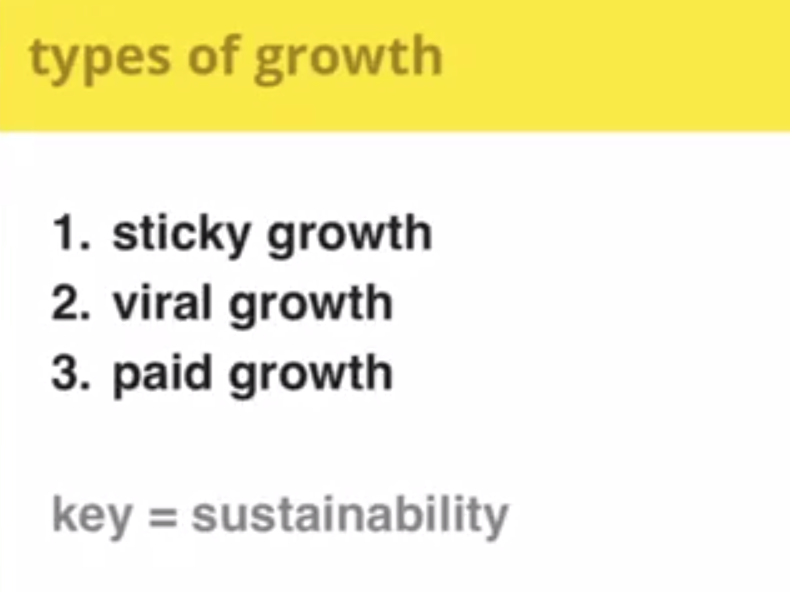 types of growth
1. sticky growth
2. viral growth
3. paid growth
key = sustainability